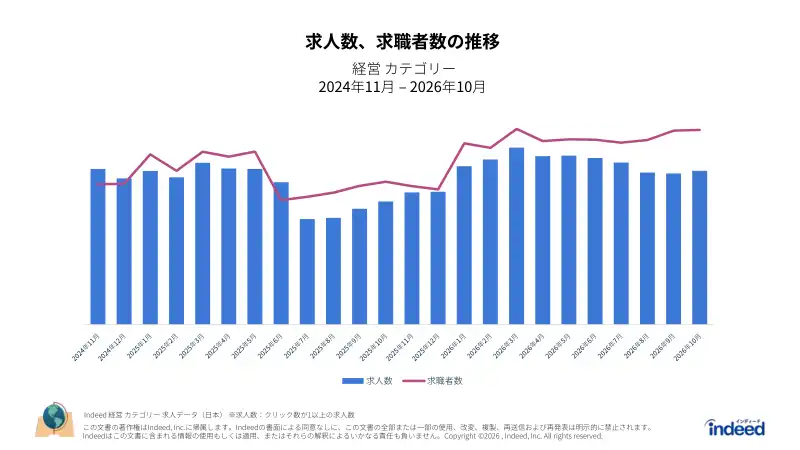 求人数、求職者数の推移
経営 カテゴリー
2024年11月 – 2026年10月
2024年11月
2024年12月
2025年1月
2025年2月
2025年3月
2025年4月
2025年5月
2025年6月
2025年7月
2025年8月
2025年9月
2025年10月
2025年11月
2025年12月
2026年1月
2026年2月
2026年3月
2026年4月
2026年5月
2026年6月
2026年7月
2026年8月
2026年9月
2026年10月
求人数 求職者数
Indeed 経営 カテゴリー 求人データ（日本） ※求人数：クリック数が1以上の求人数
この文書の著作権はIndeed, Inc.に帰属します。Indeedの書面による同意なしに、この文書の全部または一部の使用、改変、複製、再送信および再発表は明示的に禁止されます。
Indeedはこの文書に含まれる情報の使用もしくは適用、またはそれらの解釈によるいかなる責任も負いません。Copyright ©2026 , Indeed, Inc. All rights reserved.
インディード
indeed